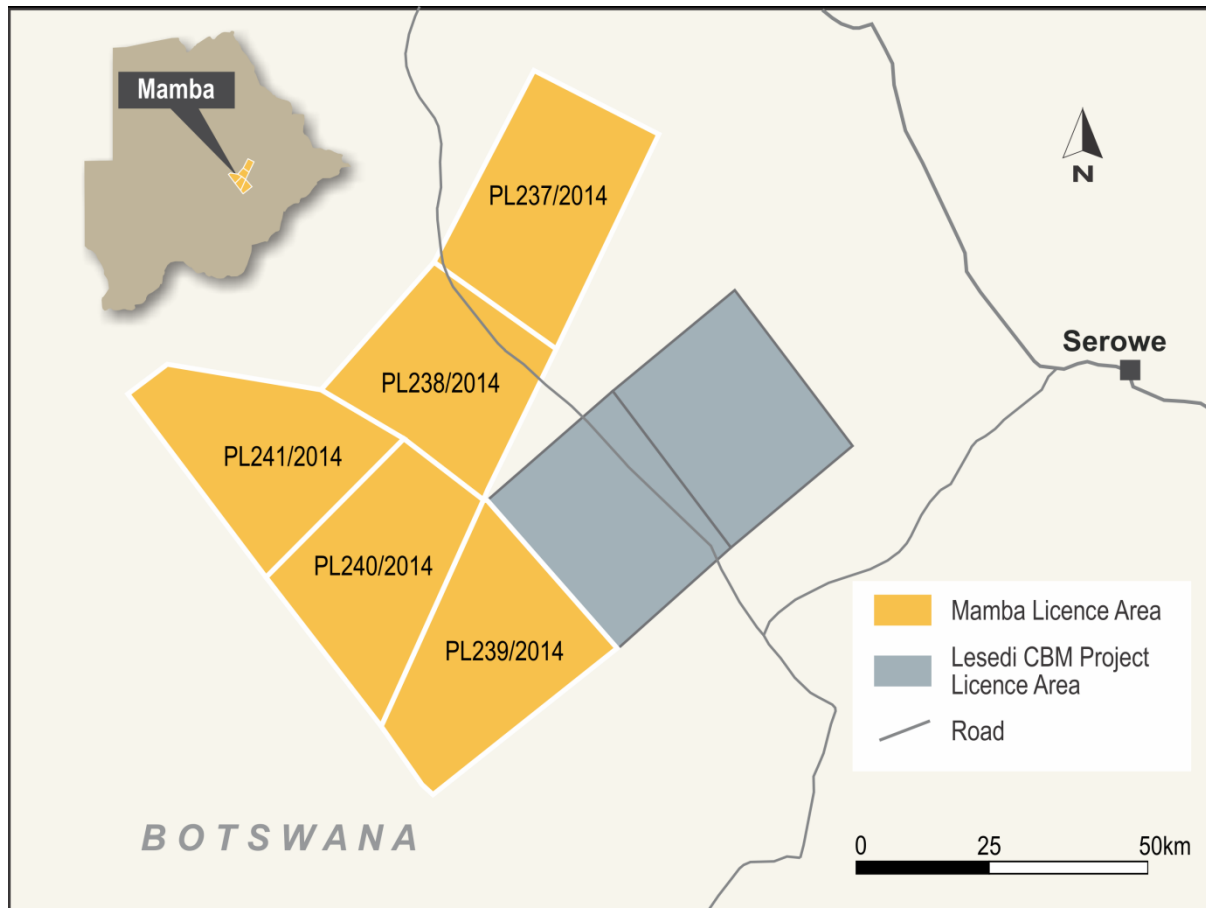 Mamba
PL237/2014
N
Serowe
PL238/2014
PL241/2014
PL240/2014
PL239/2014
Mamba Licence Area
Lesedi CBM Project
Licence Area
Road
BOTSWANA
0 25 50km